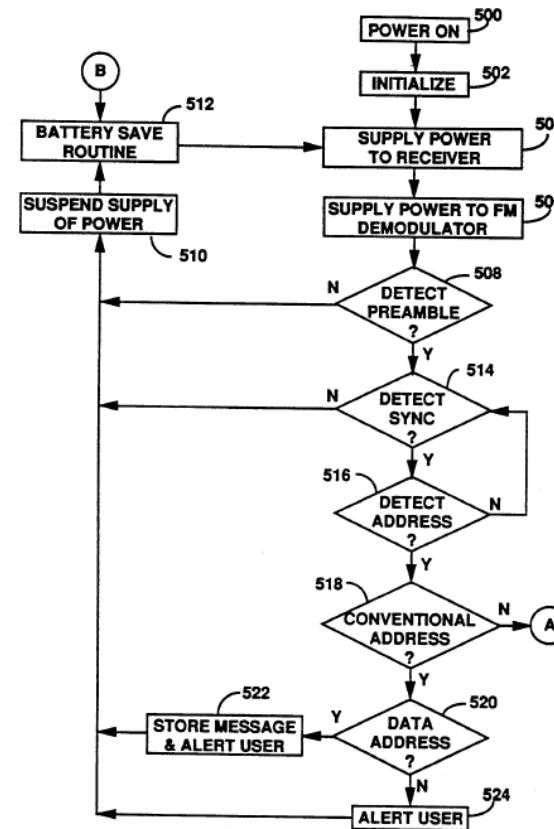 500
POWER ON
502
INITIALIZE
B
512
BATTERY SAVE
ROUTINE
SUPPLY POWER
TO RECEIVER
SUSPEND SUPPLY
OF POWER
510
SUPPLY POWER TO FM
DEMODULATOR
508
N
DETECT
PREAMBLE
?
Y
514
N
DETECT
SYNC
?
Y
516
DETECT
ADDRESS
?
N
Y
518
CONVENTIONAL
ADDRESS
?
N
A
Y
522
STORE MESSAGE
& ALERT USER
Y
520
DATA
ADDRESS
?
N
524
ALERT USER